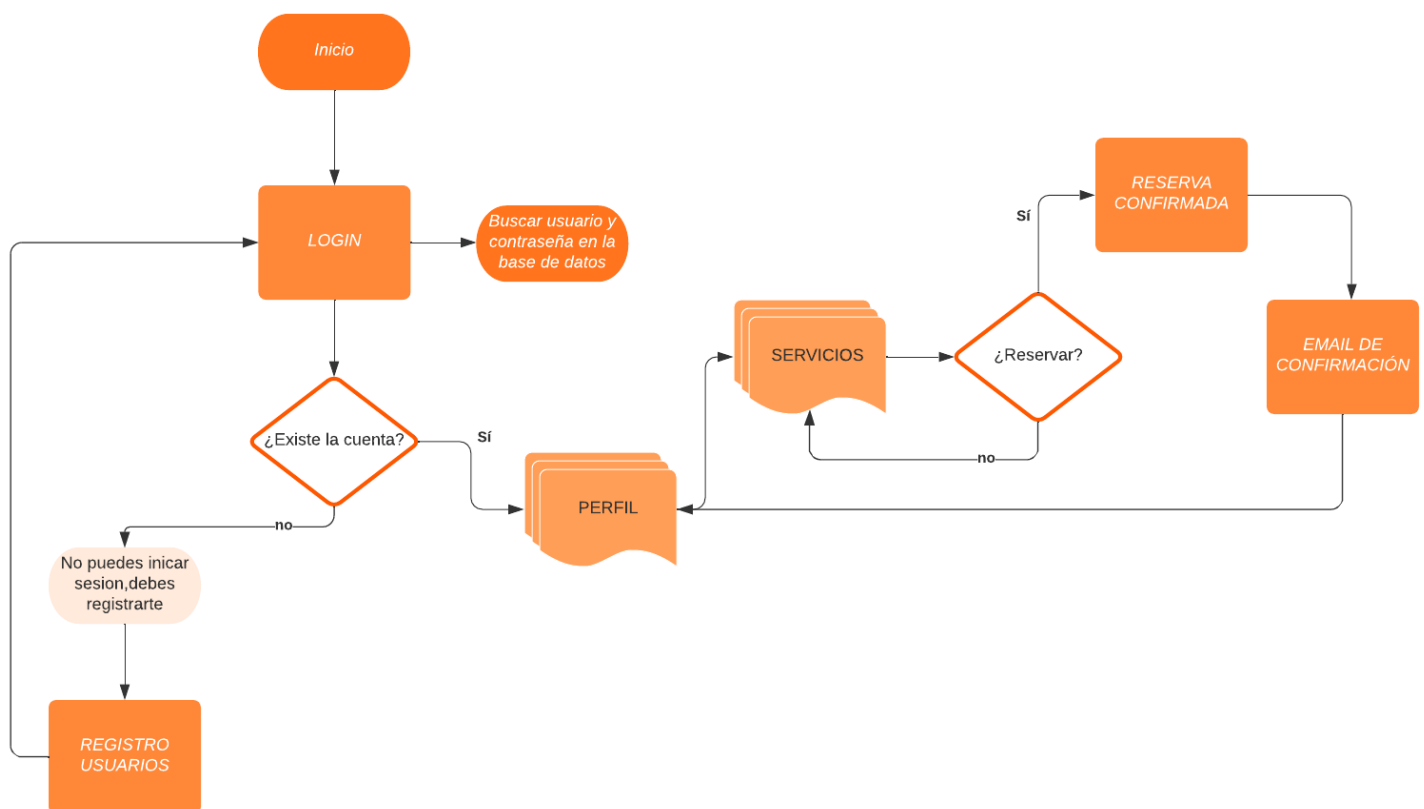 Inicio
LOGIN
Buscar usuario y
contraseña en la
base de datos
¿Existe la cuenta?
Sí
no
No puedes inicar
sesion,debes
registrarte
REGISTRO
USUARIOS
PERFIL
SERVICIOS
¿Reservar?
Sí
no
RESERVA
CONFIRMADA
EMAIL DE
CONFIRMACIÓN